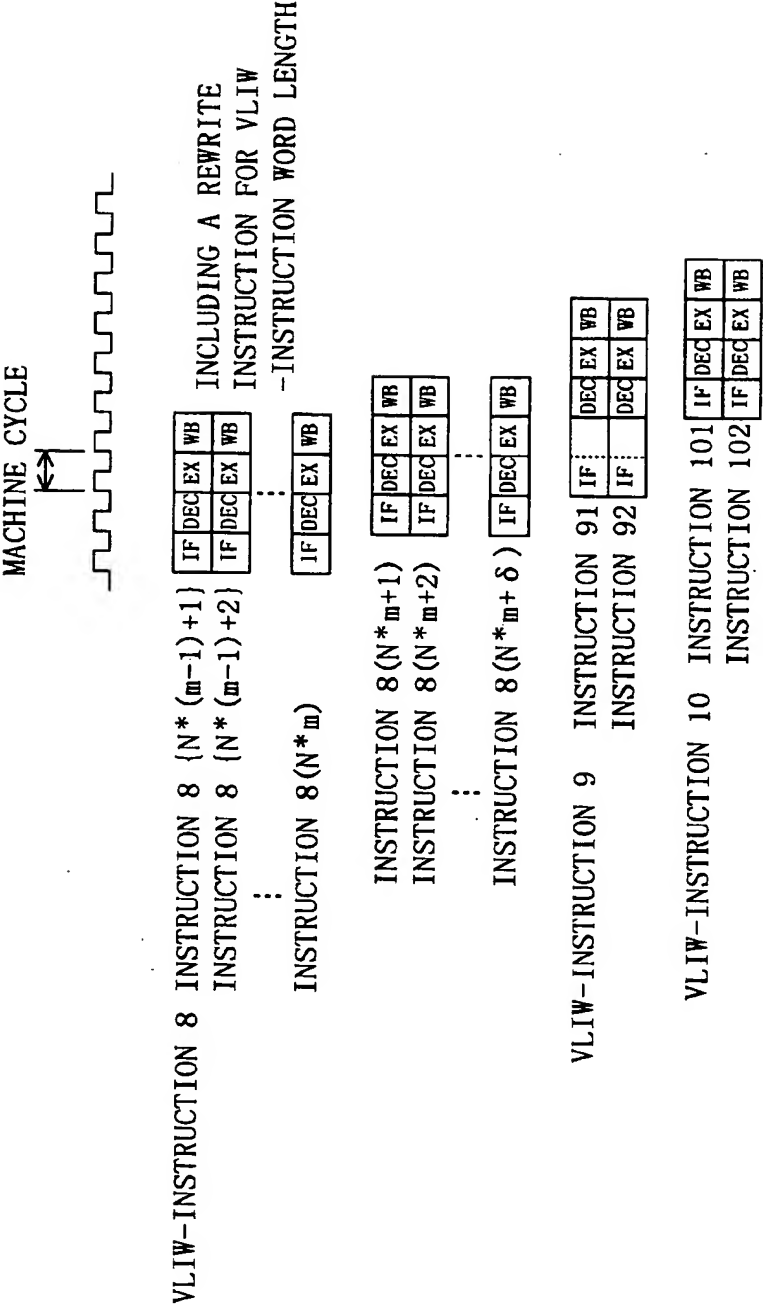 MACHINE CYCLE
VLIW-INSTRUCTION 8 INSTRUCTION 8 {N*(m-1)+1} IF DEC EX WB
INSTRUCTION 8 {N*(m-1)+2} IF DEC EX WB
INSTRUCTION 8(N*m) IF DEC EX WB
INCLUDING A REWRITE
INSTRUCTION FOR VLIW
-INSTRUCTION WORD LENGTH
INSTRUCTION 8(N*m+1) IF DEC EX WB
INSTRUCTION 8(N*m+2) IF DEC EX WB
INSTRUCTION 8(N*m+δ) IF DEC EX WB
VLIW-INSTRUCTION 9 INSTRUCTION 91 IF DEC EX WB
INSTRUCTION 92 IF DEC EX WB
VLIW-INSTRUCTION 10 INSTRUCTION 101 IF DEC EX WB
INSTRUCTION 102 IF DEC EX WB